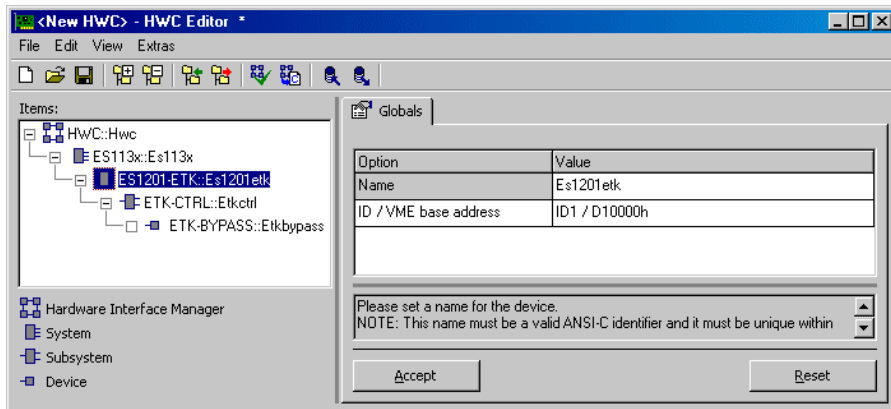 <New HWC> - HWC Editor *
File Edit View Extras
Items:
HWC::Hwc
ES113x::Es113x
ES1201-ETK::Es1201etk
ETK-CTRL::Etkctrl
ETK-BYPASS::Etkbypass
Hardware Interface Manager
System
Subsystem
Device
Globals
Option Value
Name Es1201etk
ID / VME base address ID1 / D10000h
Please set a name for the device.
NOTE: This name must be a valid ANSI-C identifier and it must be unique within
Accept Reset